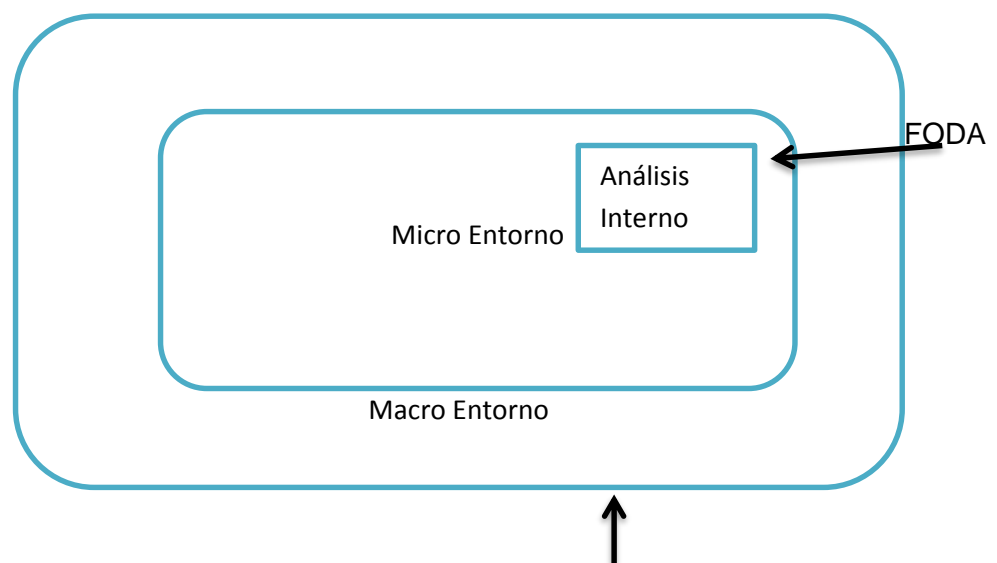 FODA
Análisis
Interno
Micro Entorno
Macro Entorno